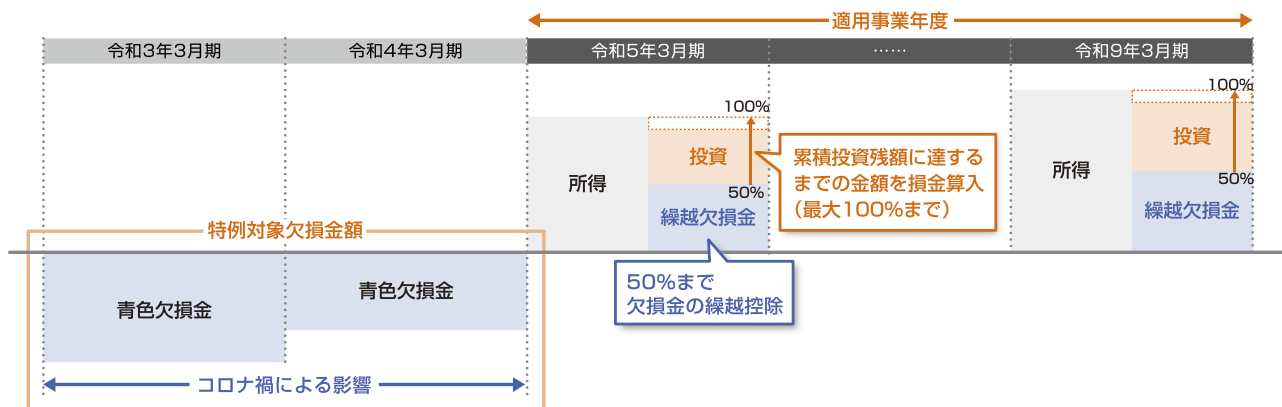 適用事業年度
令和3年3月期
令和4年3月期
令和5年3月期
……
令和9年3月期
100%
100%
投資
投資
累積投資残額に達する
までの金額を損金算入
（最大100%まで）
所得
所得
50%
50%
繰越欠損金
繰越欠損金
特例対象欠損金額
50%まで
欠損金の繰越控除
青色欠損金
青色欠損金
コロナ禍による影響